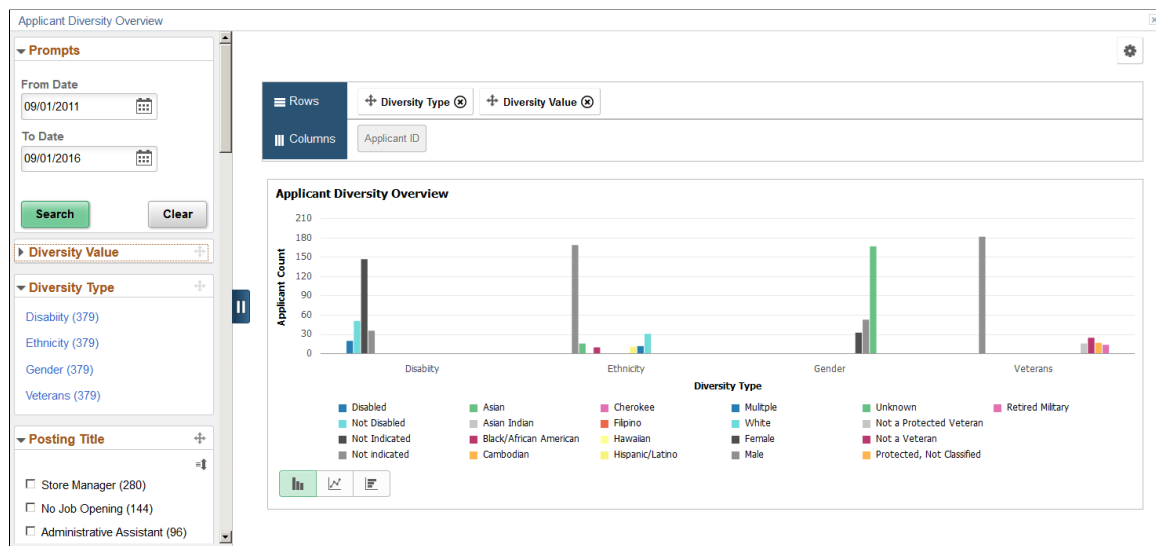 Applicant Diversity Overview
Prompts
From Date
09/01/2011
To Date
09/01/2016
Search Clear
Diversity Value
Diversity Type
Disabiity (379)
Ethnicity (379)
Gender (379)
Veterans (379)
Posting Title
Store Manager (280)
No Job Opening (144)
Administrative Assistant (96)
Rows Diversity Type Diversity Value
Columns Applicant ID
Applicant Diversity Overview
Applicant Count
210
180
150
120
90
60
30
0
Disabiity Ethnicity Gender Veterans
Diversity Type
Disabled Asian Cherokee Mulitple Unknown Retired Military
Not Disabled Asian Indian Filipino White Not a Protected Veteran
Not Indicated Black/African American Hawaiian Female Not a Veteran
Not indicated Cambodian Hispanic/Latino Male Protected, Not Classified